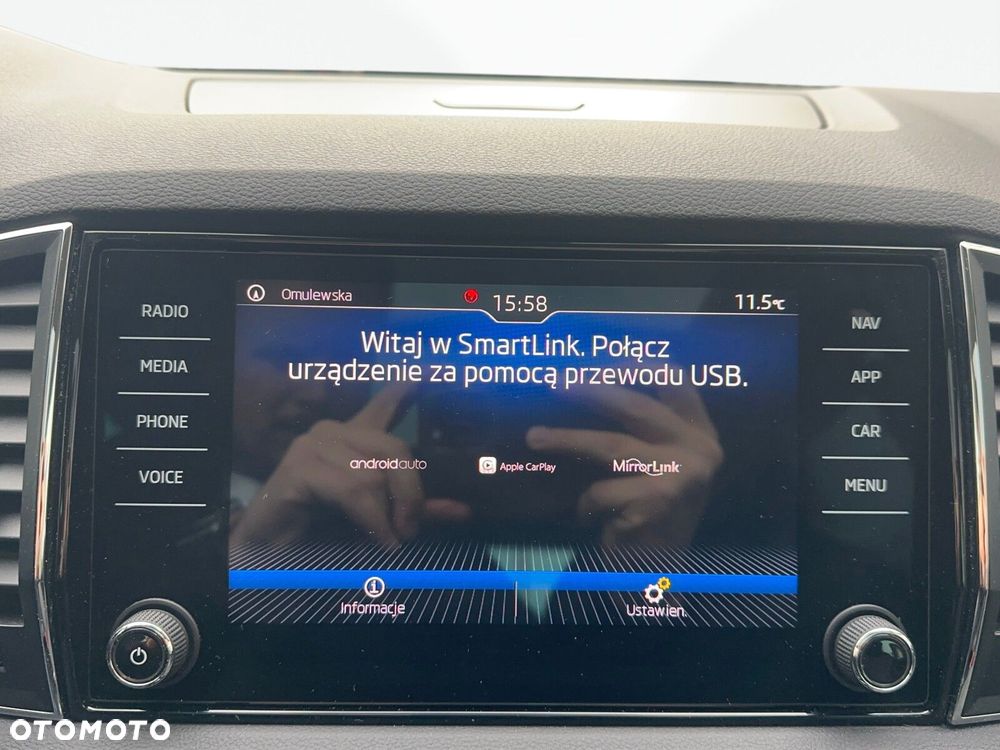 Omulewska
15:58
11.5°C
Witaj w SmartLink. Połącz
urządzenie za pomocą przewodu USB.
androidauto
Apple CarPlay
MirrorLink
Informacje
Ustawien.
RADIO
MEDIA
PHONE
VOICE
NAV
APP
CAR
MENU
OTOMOTO